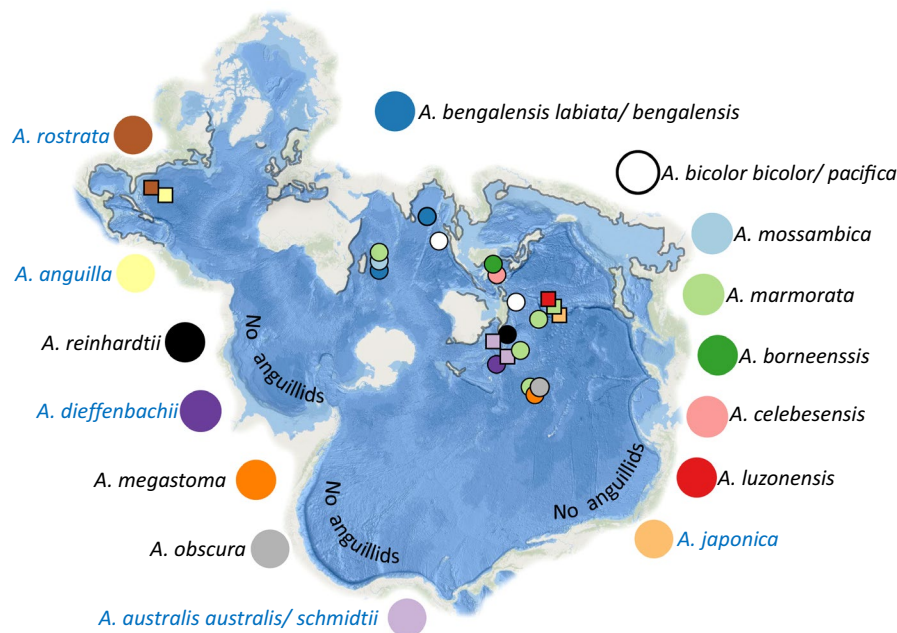 A. bengalensis labiata/ bengalensis
A. rostrata
A. bicolor bicolor/ pacifica
A. mossambica
A. anguilla
A. marmorata
No anguillids
A. reinhardtii
A. borneenssis
A. dieffenbachii
A. celebesensis
A. megastoma
A. luzonensis
No anguillids
No anguillids
A. obscura
A. japonica
A. australis australis/ schmidtii